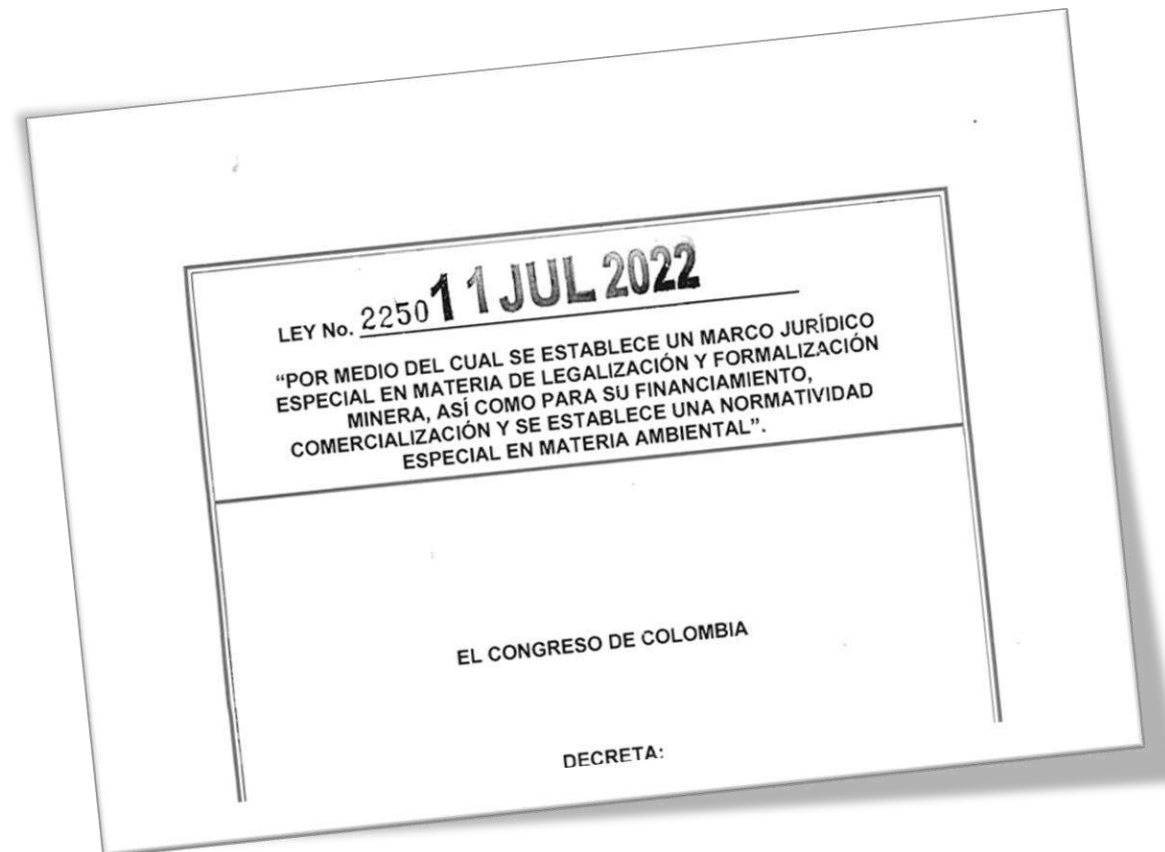 LEY No. 2250 11 JUL 2022
“POR MEDIO DEL CUAL SE ESTABLECE UN MARCO JURÍDICO
ESPECIAL EN MATERIA DE LEGALIZACIÓN Y FORMALIZACIÓN
MINERA, ASÍ COMO PARA SU FINANCIAMIENTO,
COMERCIALIZACIÓN Y SE ESTABLECE UNA NORMATIVIDAD
ESPECIAL EN MATERIA AMBIENTAL”.
EL CONGRESO DE COLOMBIA
DECRETA: